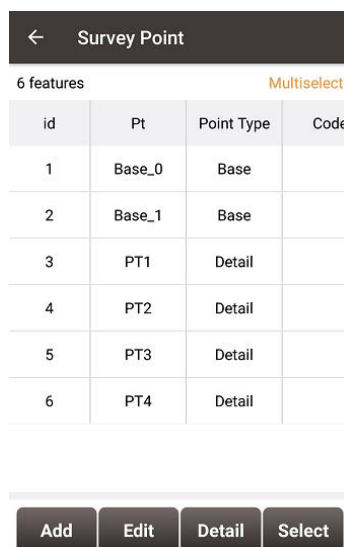 ← Survey Point
6 features Multiselect
id Pt Point Type Code
1 Base_0 Base
2 Base_1 Base
3 PT1 Detail
4 PT2 Detail
5 PT3 Detail
6 PT4 Detail
Add Edit Detail Select